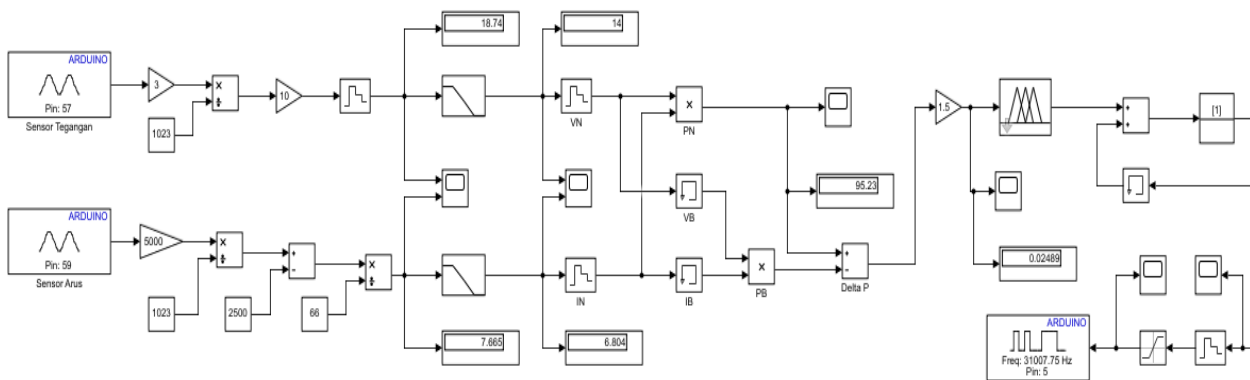 18.74
14
ARDUINO
Pin: 57
Sensor Tegangan
3
×
÷
10
1023
VN
×
PN
1.5
+
+
[1]
95.23
VB
ARDUINO
Pin: 59
Sensor Arus
5000
×
÷
+
−
×
÷
1023
2500
66
IN
IB
×
PB
+
−
Delta P
0.02489
7.665
6.804
ARDUINO
Freq: 31007.75 Hz
Pin: 5